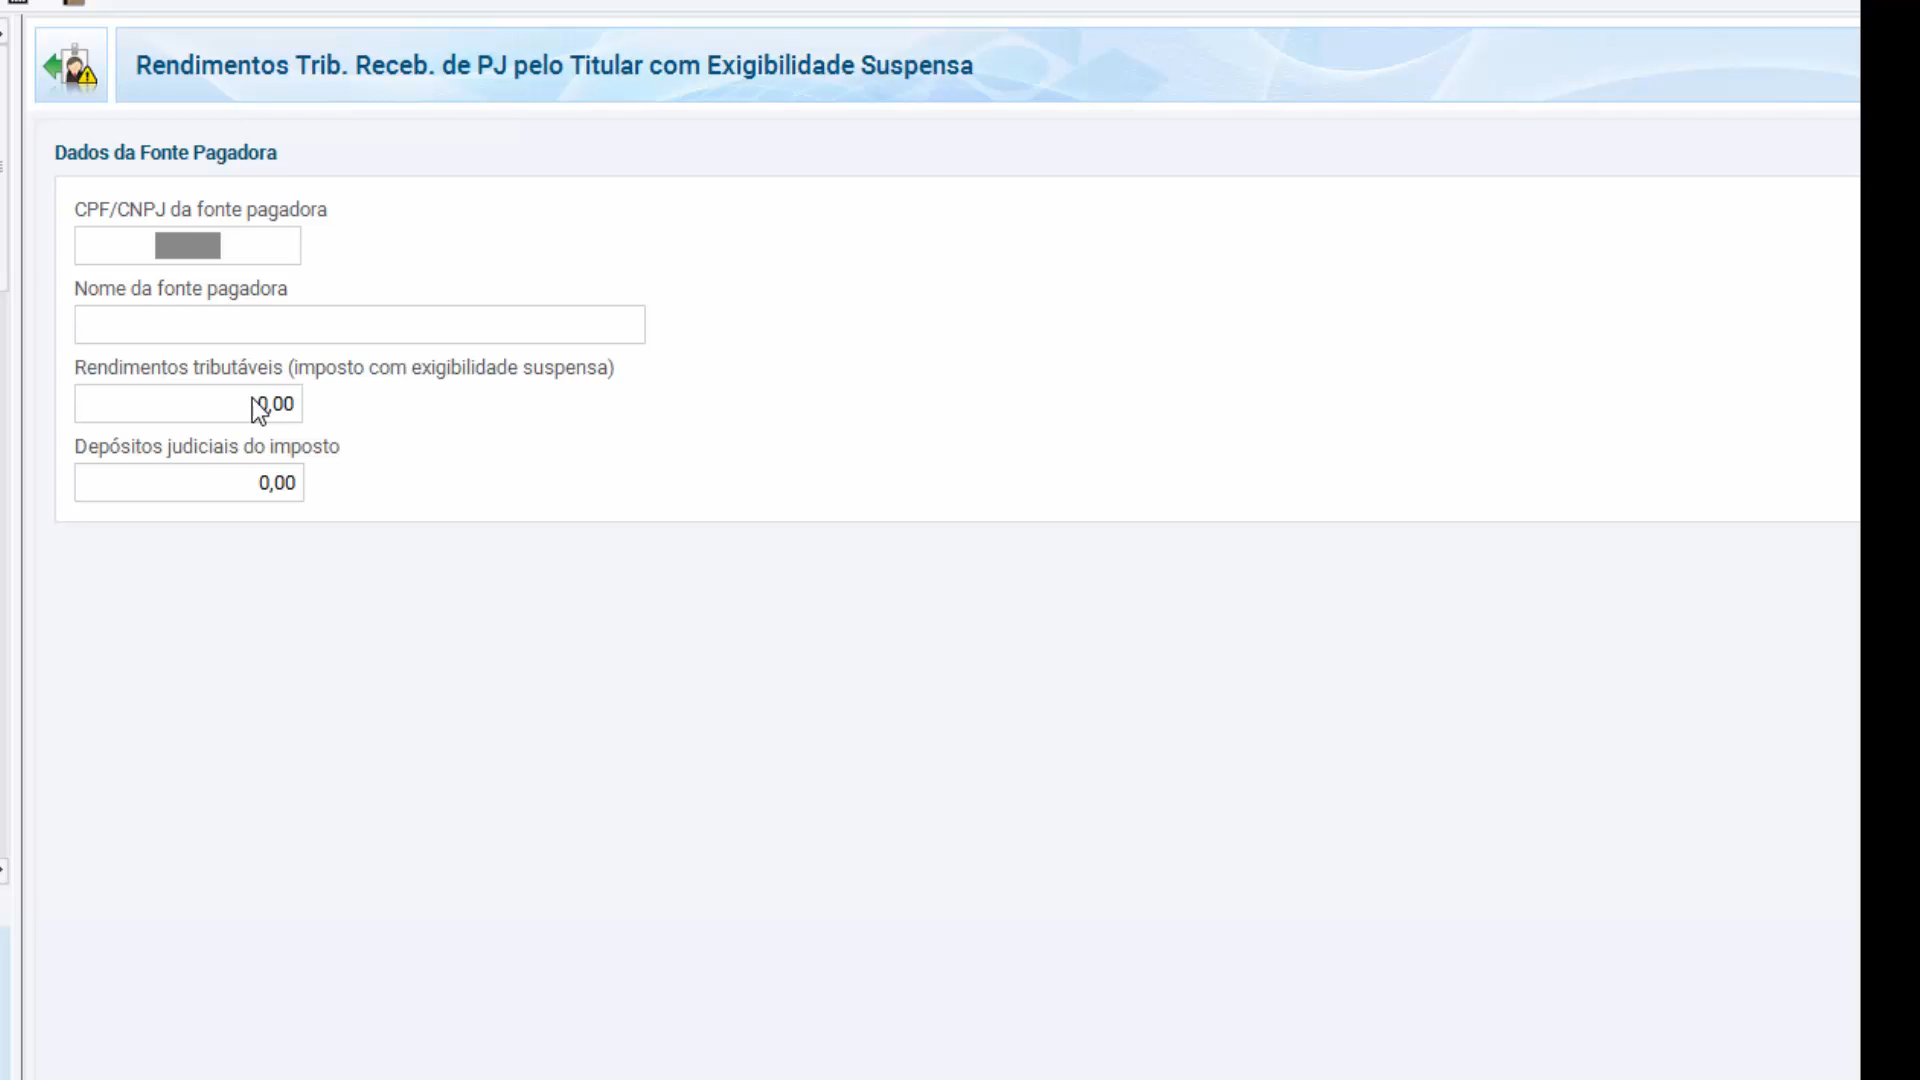 Rendimentos Trib. Receb. de PJ pelo Titular com Exigibilidade Suspensa
Dados da Fonte Pagadora
CPF/CNPJ da fonte pagadora
Nome da fonte pagadora
Rendimentos tributáveis (imposto com exigibilidade suspensa)
0,00
Depósitos judiciais do imposto
0,00